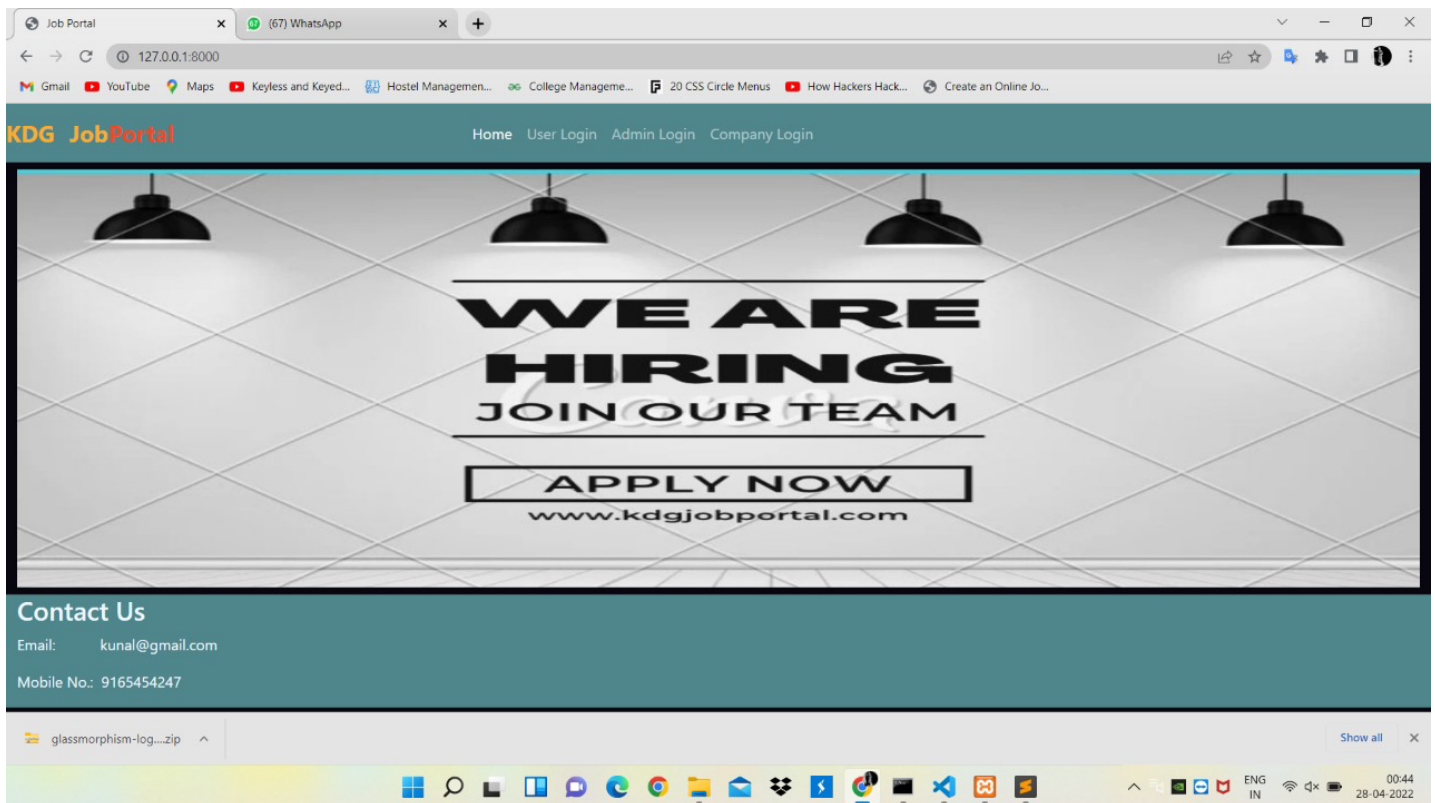 Job Portal
(67) WhatsApp
127.0.0.1:8000
Gmail YouTube Maps Keyless and Keyed... Hostel Managemen... College Manageme... 20 CSS Circle Menus How Hackers Hack... Create an Online Jo...
KDG JobPortal
Home User Login Admin Login Company Login
WE ARE
HIRING
Canva
JOIN OUR TEAM
APPLY NOW
www.kdgjobportal.com
Contact Us
Email: kunal@gmail.com
Mobile No.: 9165454247
glassmorphism-log....zip
Show all
ENG
IN
00:44
28-04-2022